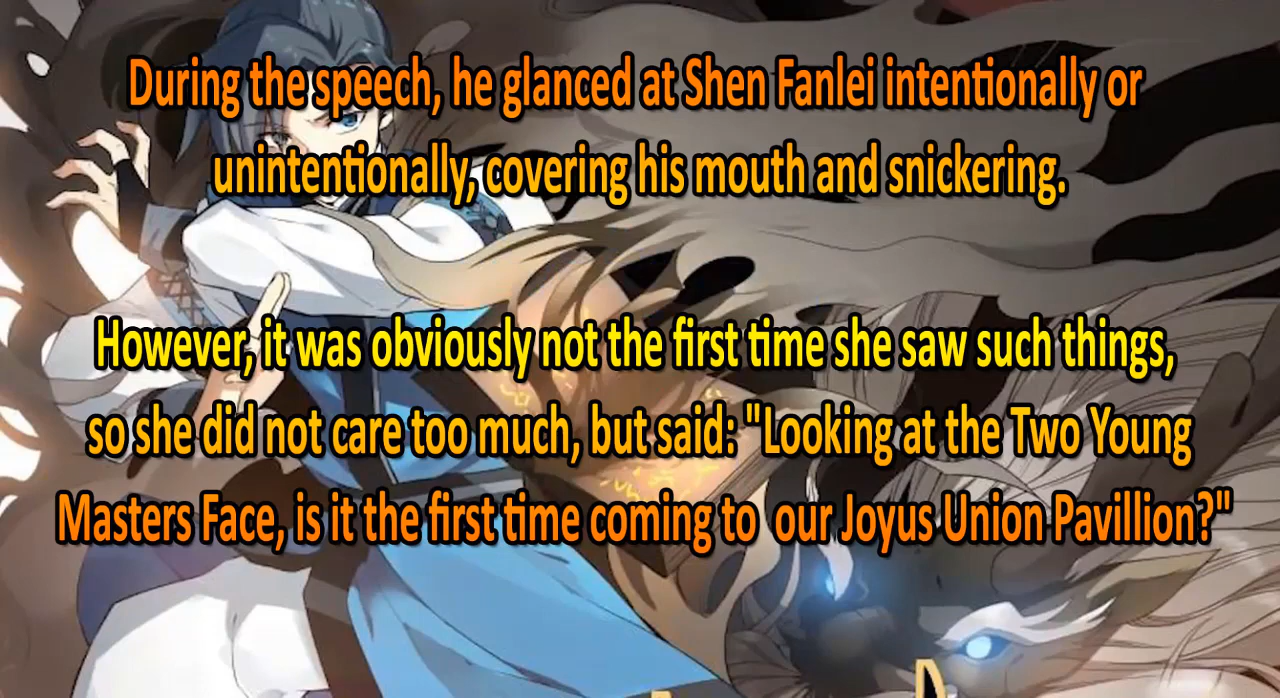 During the speech, he glanced at Shen Fanlei intentionally or
unintentionally, covering his mouth and snickering.
However, it was obviously not the first time she saw such things,
so she did not care too much, but said: "Looking at the Two Young
Masters Face, is it the first time coming to our Joyus Union Pavillion?"